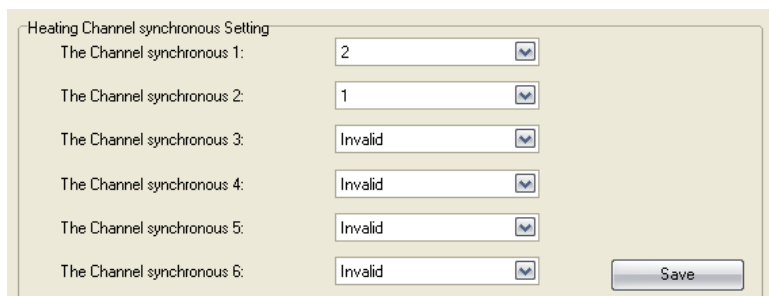 Heating Channel synchronous Setting
The Channel synchronous 1: 2
The Channel synchronous 2: 1
The Channel synchronous 3: Invalid
The Channel synchronous 4: Invalid
The Channel synchronous 5: Invalid
The Channel synchronous 6: Invalid Save